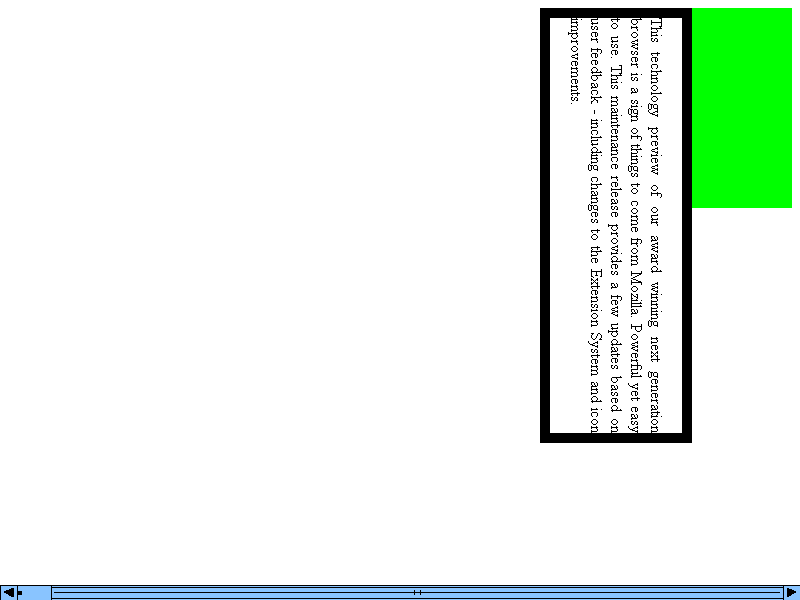 This technology preview of our award winning next generation
browser is a sign of things to come from Mozilla. Powerful yet easy
to use. This maintenance release provides a few updates based on
user feedback - including changes to the Extension System and icon
improvements.